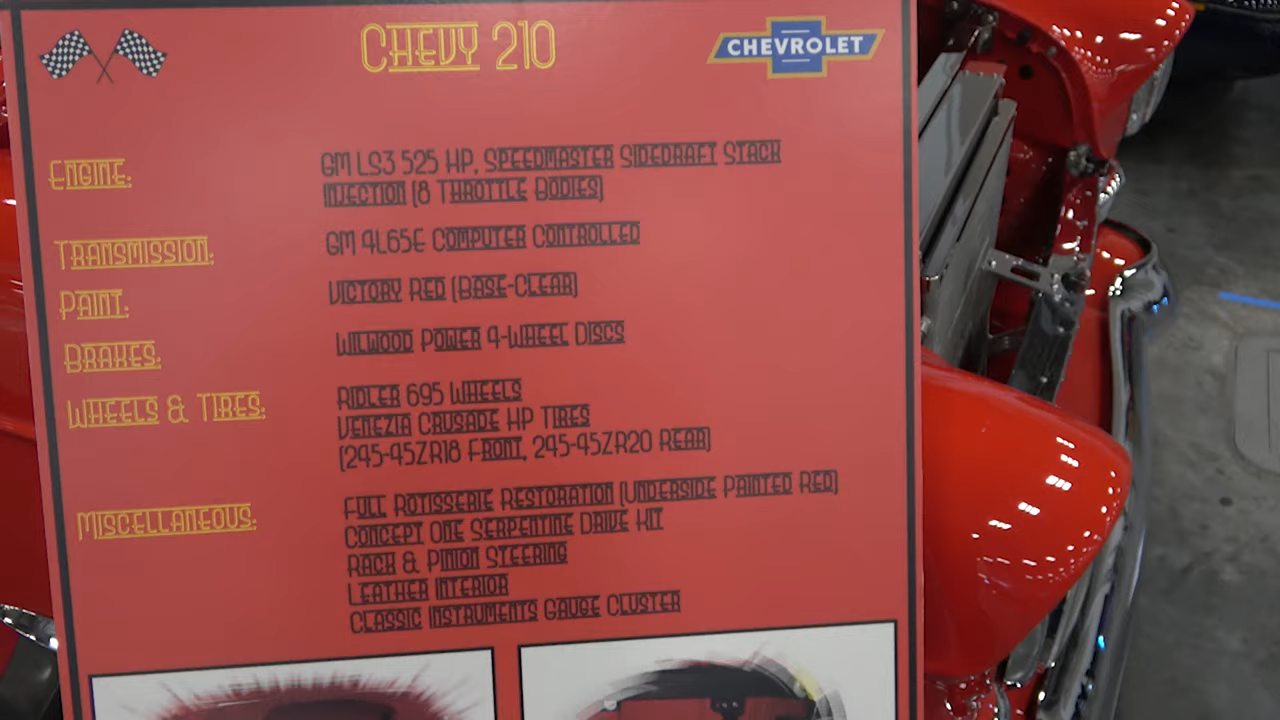 Chevy 210
CHEVROLET
Engine:
GM LS3 525 HP, Speedmaster Sidedraft Stack
Injection (8 Throttle Bodies)
Transmission:
GM 4L65E Computer Controlled
Paint:
Victory Red (Base-Clear)
Brakes:
Wilwood Power 4-Wheel Discs
Wheels & Tires:
Ridler 695 Wheels
Venezia Crusade HP Tires
(245-45ZR18 Front, 245-45ZR20 Rear)
Miscellaneous:
Full Rotisserie Restoration (Underside Painted Red)
Concept One Serpentine Drive Kit
Rack & Pinion Steering
Leather Interior
Classic Instruments Gauge Cluster